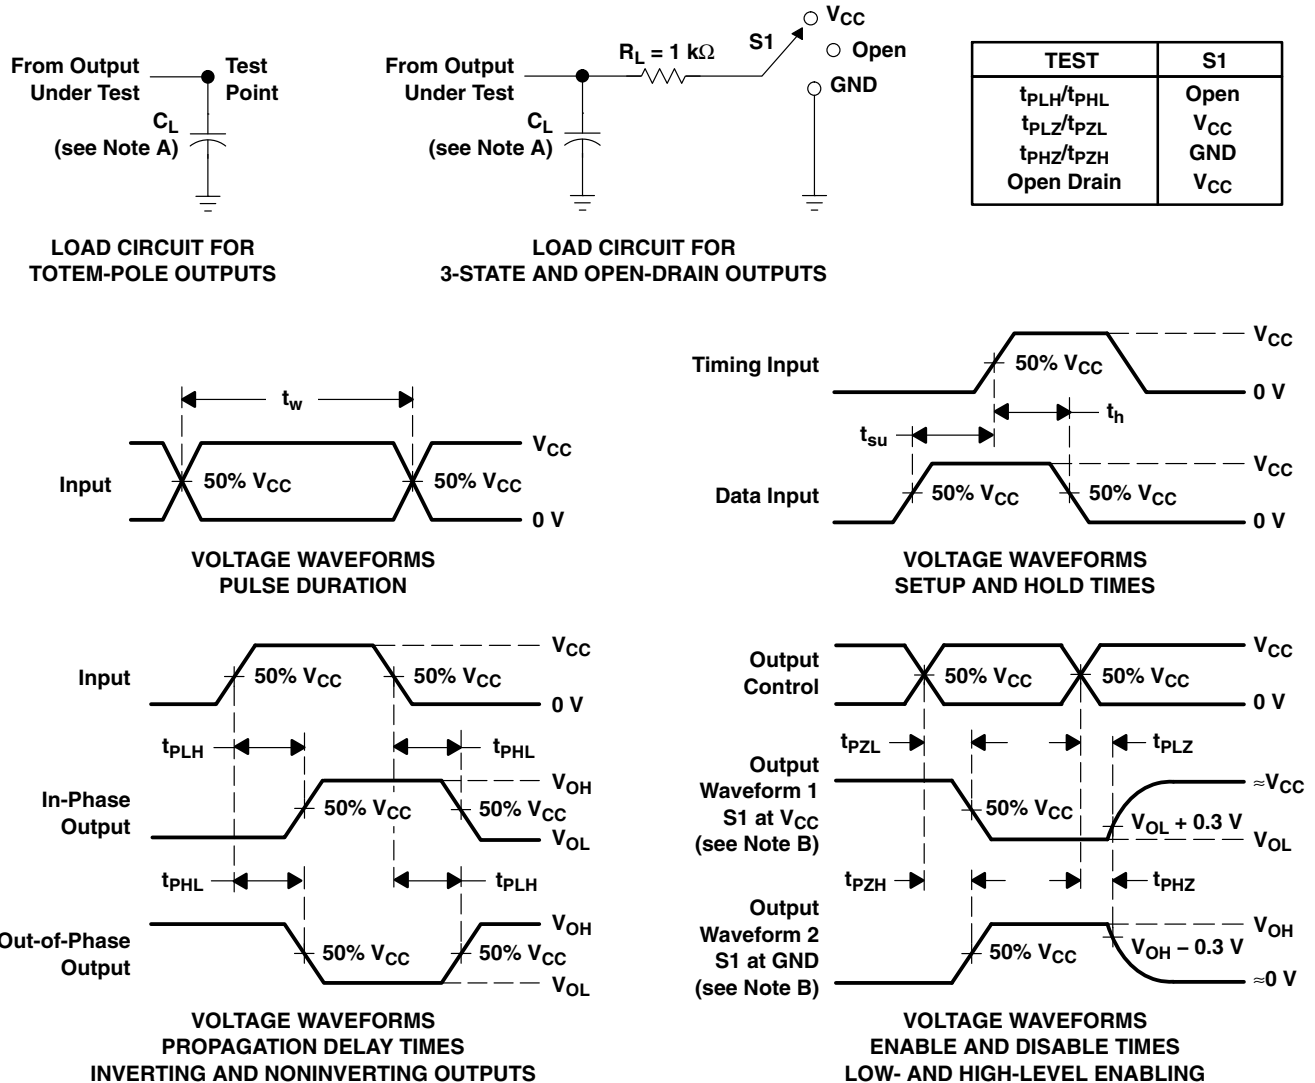 From Output
Under Test
Test
Point
CL
(see Note A)
LOAD CIRCUIT FOR
TOTEM-POLE OUTPUTS
From Output
Under Test
RL = 1 kΩ
S1
VCC
Open
GND
CL
(see Note A)
LOAD CIRCUIT FOR
3-STATE AND OPEN-DRAIN OUTPUTS
TEST S1
tPLH/tPHL Open
tPLZ/tPZL VCC
tPHZ/tPZH GND
Open Drain VCC
tw
Input
50% VCC
50% VCC
VCC
0 V
VOLTAGE WAVEFORMS
PULSE DURATION
Timing Input
50% VCC
VCC
0 V
tsu
th
Data Input
50% VCC
50% VCC
VCC
0 V
VOLTAGE WAVEFORMS
SETUP AND HOLD TIMES
Input
50% VCC
50% VCC
VCC
0 V
tPLH
tPHL
In-Phase
Output
50% VCC
50% VCC
VOH
VOL
tPHL
tPLH
Out-of-Phase
Output
50% VCC
50% VCC
VOH
VOL
VOLTAGE WAVEFORMS
PROPAGATION DELAY TIMES
INVERTING AND NONINVERTING OUTPUTS
Output
Control
50% VCC
50% VCC
VCC
0 V
tPZL
tPLZ
Output
Waveform 1
S1 at VCC
(see Note B)
50% VCC
≈VCC
VOL + 0.3 V
VOL
tPZH
tPHZ
Output
Waveform 2
S1 at GND
(see Note B)
50% VCC
VOH
VOH − 0.3 V
≈0 V
VOLTAGE WAVEFORMS
ENABLE AND DISABLE TIMES
LOW- AND HIGH-LEVEL ENABLING